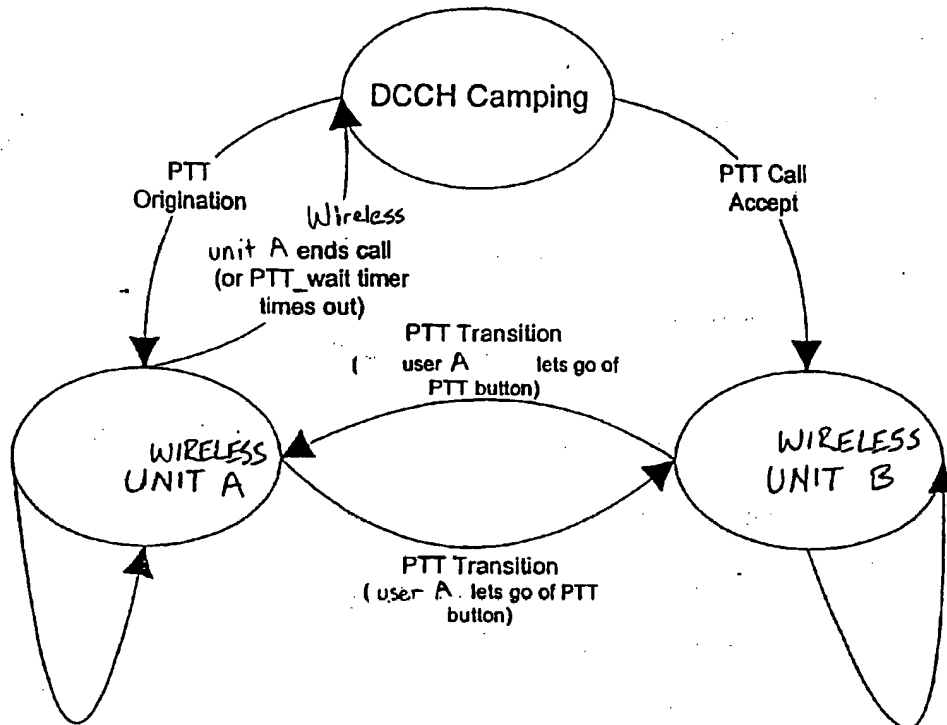 DCCH Camping
PTT
Origination
PTT Call
Accept
Wireless
unit A ends call
(or PTT_wait timer
times out)
PTT Transition
( user A lets go of
PTT button)
WIRELESS
UNIT A
WIRELESS
UNIT B
PTT Transition
( user A. lets go of PTT
button)